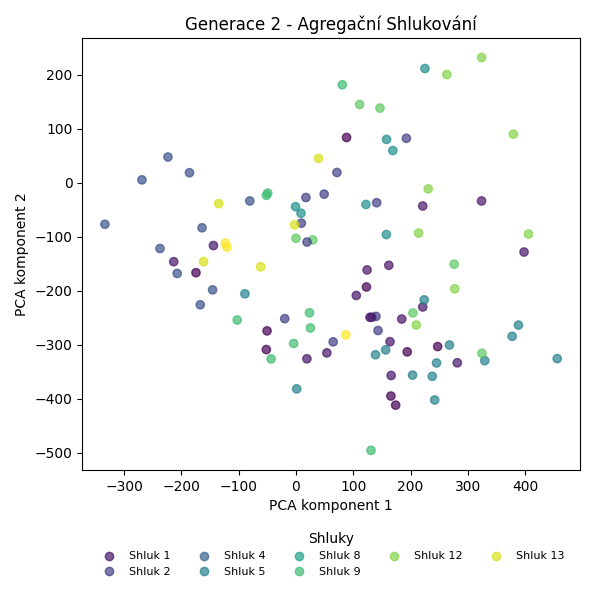 Generace 2 - Agregační Shlukování
PCA komponent 2
200
100
0
−100
−200
−300
−400
−500
−300 −200 −100 0 100 200 300 400
PCA komponent 1
Shluky
Shluk 1 Shluk 4 Shluk 8 Shluk 12 Shluk 13
Shluk 2 Shluk 5 Shluk 9